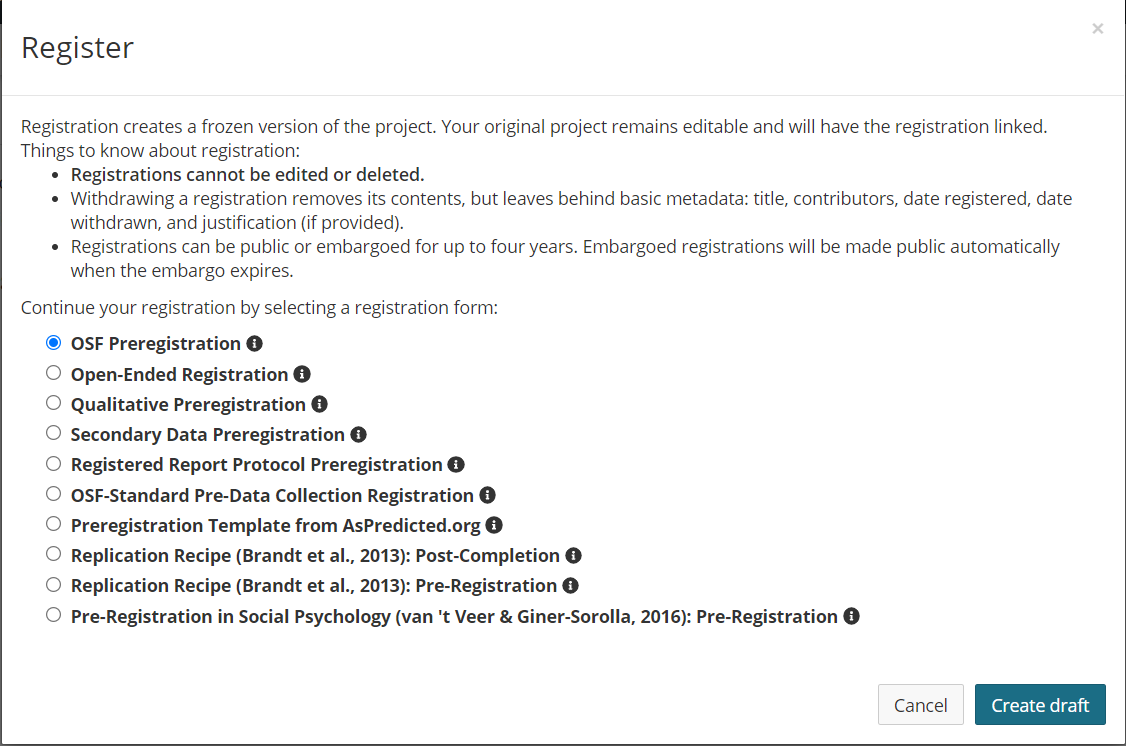 ×
Register
Registration creates a frozen version of the project. Your original project remains editable and will have the registration linked.
Things to know about registration:
• Registrations cannot be edited or deleted.
• Withdrawing a registration removes its contents, but leaves behind basic metadata: title, contributors, date registered, date
withdrawn, and justification (if provided).
• Registrations can be public or embargoed for up to four years. Embargoed registrations will be made public automatically
when the embargo expires.
Continue your registration by selecting a registration form:
OSF Preregistration
Open-Ended Registration
Qualitative Preregistration
Secondary Data Preregistration
Registered Report Protocol Preregistration
OSF-Standard Pre-Data Collection Registration
Preregistration Template from AsPredicted.org
Replication Recipe (Brandt et al., 2013): Post-Completion
Replication Recipe (Brandt et al., 2013): Pre-Registration
Pre-Registration in Social Psychology (van 't Veer & Giner-Sorolla, 2016): Pre-Registration
Cancel
Create draft